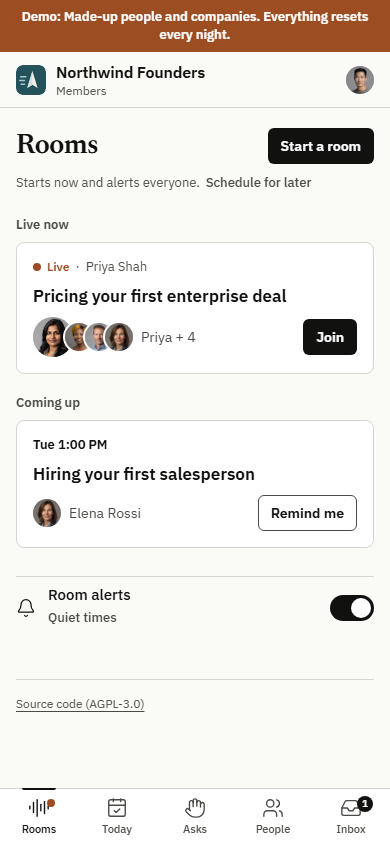 Demo: Made-up people and companies. Everything resets
every night.
Northwind Founders
Members
Rooms
Start a room
Starts now and alerts everyone. Schedule for later
Live now
Live · Priya Shah
Pricing your first enterprise deal
Priya + 4
Join
Coming up
Tue 1:00 PM
Hiring your first salesperson
Elena Rossi
Remind me
Room alerts
Quiet times
Source code (AGPL-3.0)
1
Rooms
Today
Asks
People
Inbox